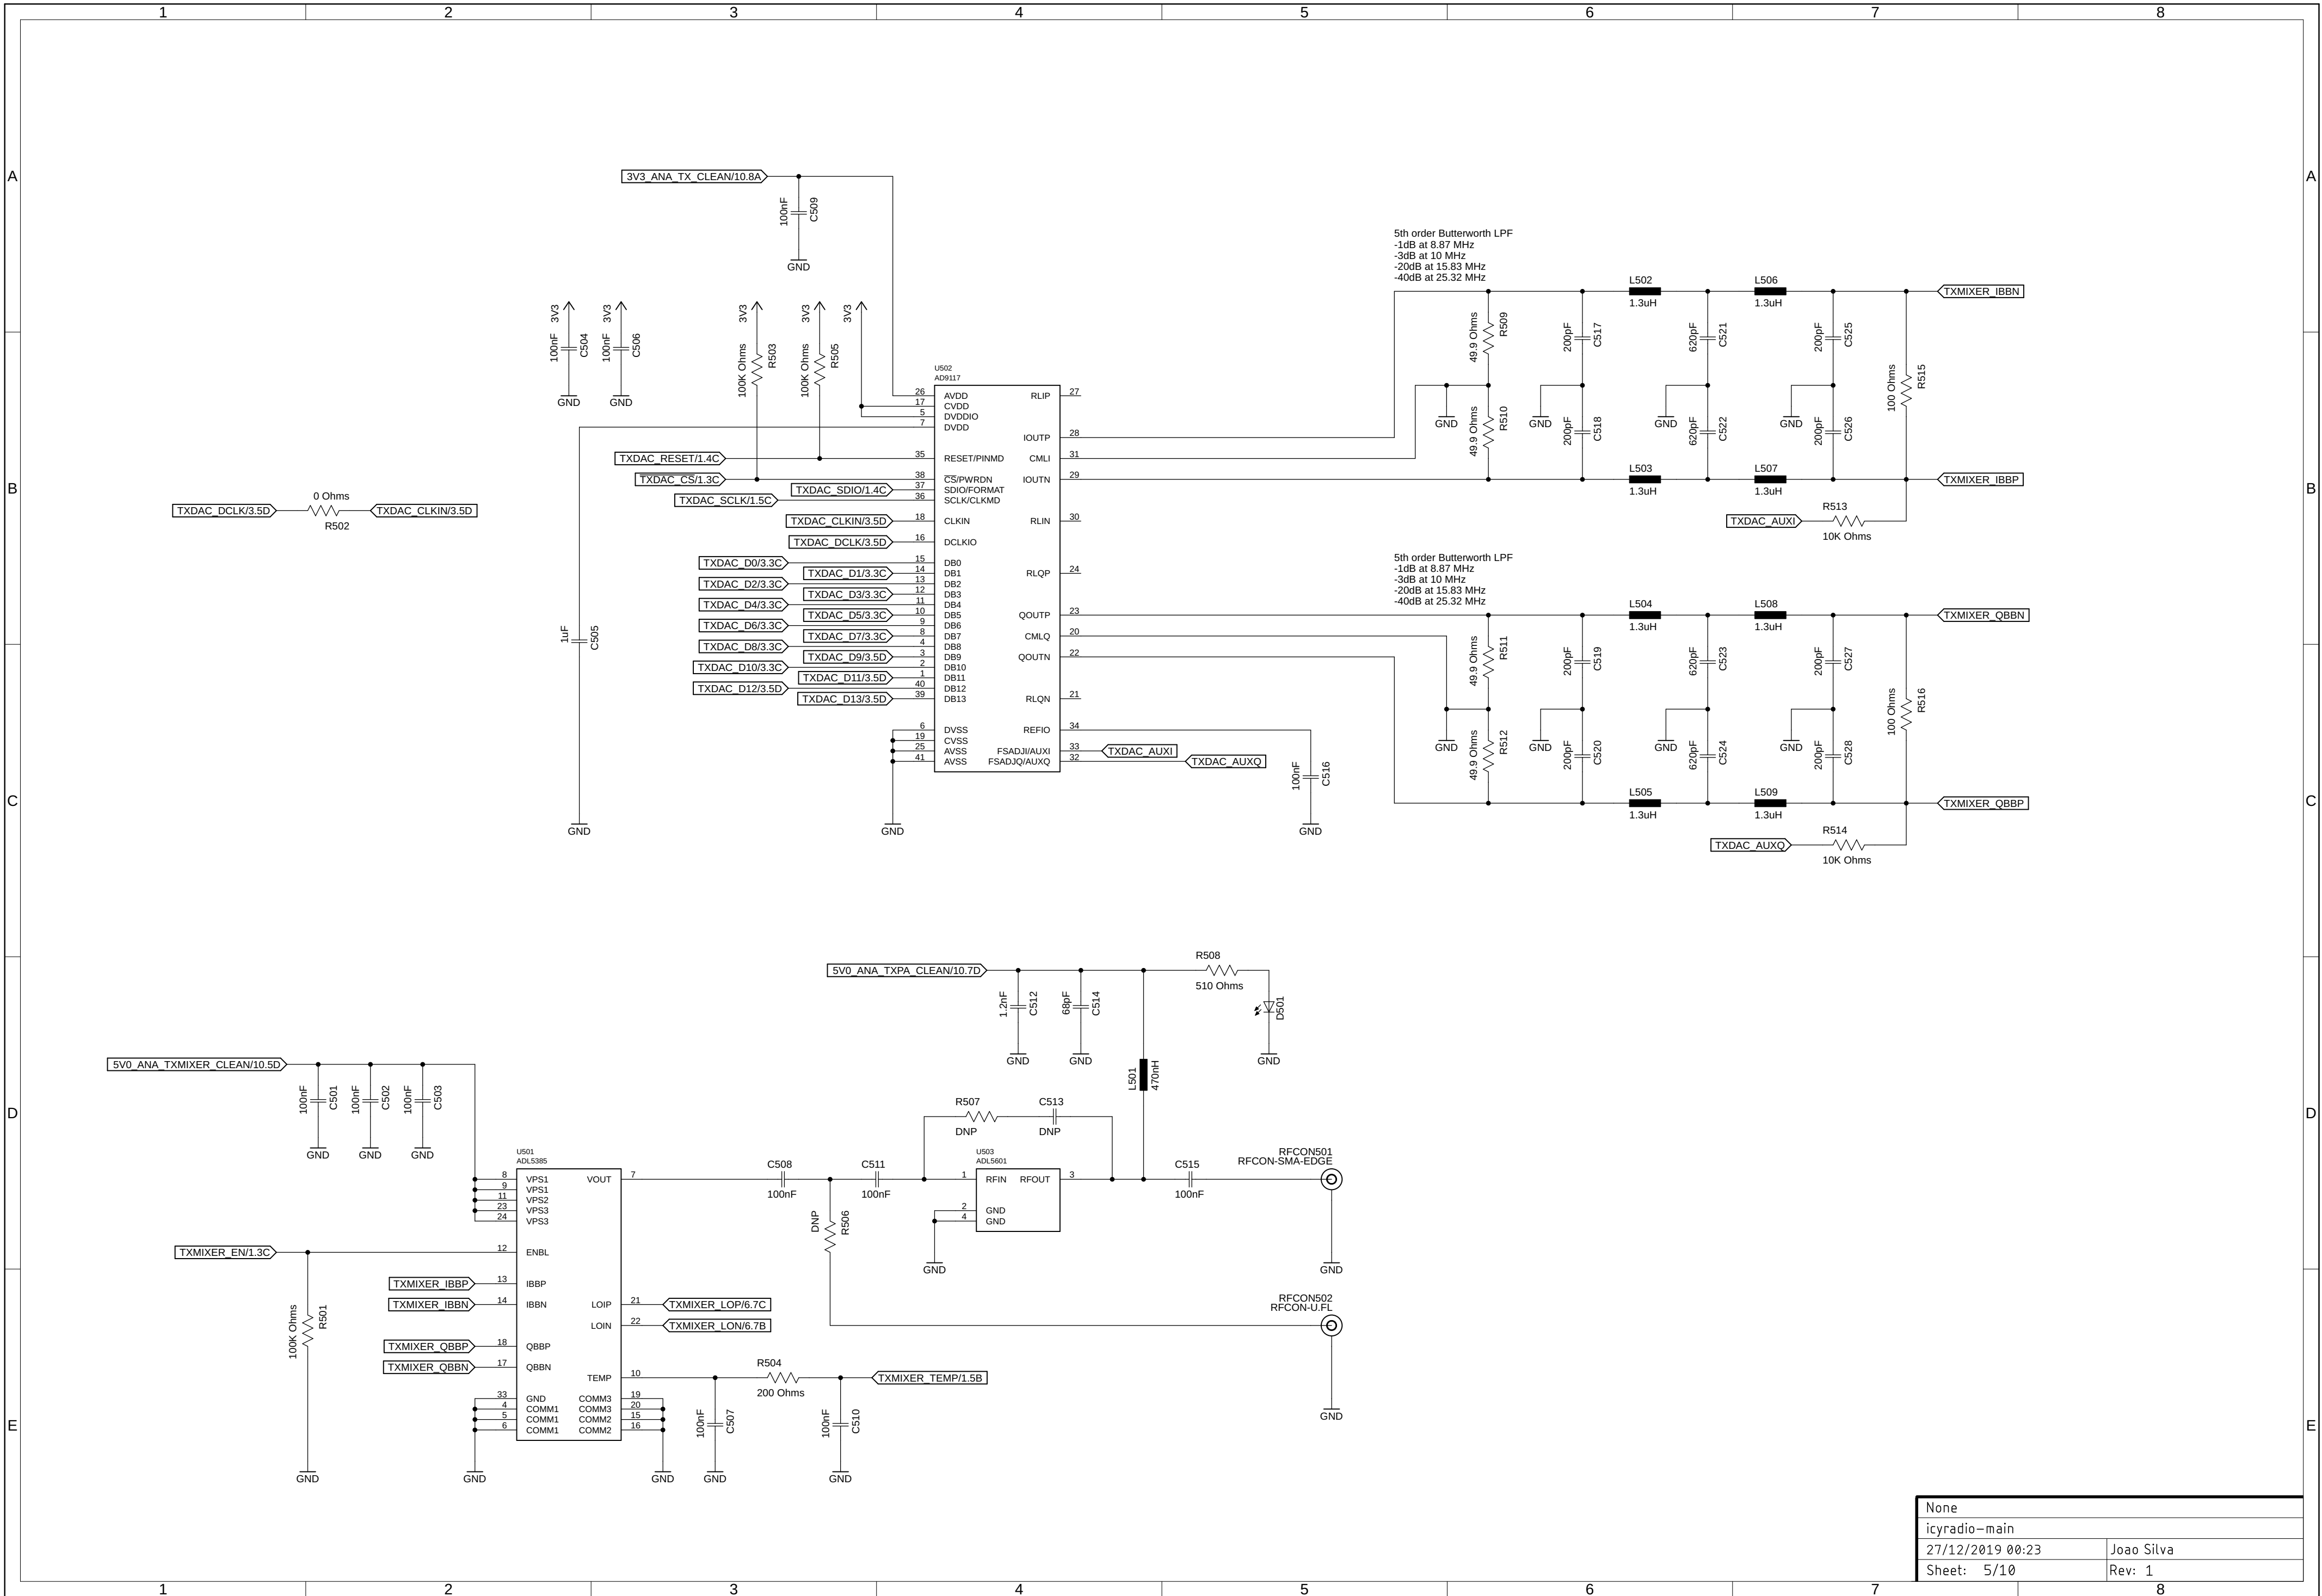 1 2 3 4 5 6 7 8
A
A
3V3_ANA_TX_CLEAN/10.8A
100nF
C509
GND
5th order Butterworth LPF
-1dB at 8.87 MHz
-3dB at 10 MHz
-20dB at 15.83 MHz
-40dB at 25.32 MHz
3V3
100nF
C504
GND
3V3
100nF
C506
GND
3V3
100K Ohms
R503
3V3
100K Ohms
R505
3V3
U502
AD9117
26 AVDD
17 CVDD
5 DVDDIO
7 DVDD
35 RESET/PINMD
38 CS/PWRDN
37 SDIO/FORMAT
36 SCLK/CLKMD
18 CLKIN
16 DCLKIO
15 DB0
14 DB1
13 DB2
12 DB3
11 DB4
10 DB5
9 DB6
8 DB7
4 DB8
3 DB9
2 DB10
1 DB11
40 DB12
39 DB13
6 DVSS
19 CVSS
25 AVSS
41 AVSS
RLIP 27
IOUTP 28
CMLI 31
IOUTN 29
RLIN 30
RLQP 24
QOUTP 23
CMLQ 20
QOUTN 22
RLQN 21
REFIO 34
FSADJI/AUXI 33
FSADJQ/AUXQ 32
TXDAC_RESET/1.4C
TXDAC_CS/1.3C
TXDAC_SDIO/1.4C
TXDAC_SCLK/1.5C
TXDAC_CLKIN/3.5D
TXDAC_DCLK/3.5D
TXDAC_D0/3.3C
TXDAC_D1/3.3C
TXDAC_D2/3.3C
TXDAC_D3/3.3C
TXDAC_D4/3.3C
TXDAC_D5/3.3C
TXDAC_D6/3.3C
TXDAC_D7/3.3C
TXDAC_D8/3.3C
TXDAC_D9/3.5D
TXDAC_D10/3.3C
TXDAC_D11/3.5D
TXDAC_D12/3.5D
TXDAC_D13/3.5D
TXDAC_AUXI
TXDAC_AUXQ
B
B
0 Ohms
TXDAC_DCLK/3.5D
TXDAC_CLKIN/3.5D
R502
1uF
C505
GND
GND
100nF
C516
GND
L502
1.3uH
L506
1.3uH
TXMIXER_IBBN
49.9 Ohms
R509
200pF
C517
620pF
C521
200pF
C525
100 Ohms
R515
GND
GND
GND
GND
49.9 Ohms
R510
200pF
C518
620pF
C522
200pF
C526
L503
1.3uH
L507
1.3uH
TXMIXER_IBBP
TXDAC_AUXI
R513
10K Ohms
5th order Butterworth LPF
-1dB at 8.87 MHz
-3dB at 10 MHz
-20dB at 15.83 MHz
-40dB at 25.32 MHz
L504
1.3uH
L508
1.3uH
TXMIXER_QBBN
49.9 Ohms
R511
200pF
C519
620pF
C523
200pF
C527
100 Ohms
R516
GND
GND
GND
GND
49.9 Ohms
R512
200pF
C520
620pF
C524
200pF
C528
L505
1.3uH
L509
1.3uH
TXMIXER_QBBP
TXDAC_AUXQ
R514
10K Ohms
C
C
5V0_ANA_TXPA_CLEAN/10.7D
1.2nF
C512
GND
68pF
C514
GND
R508
510 Ohms
D501
GND
L501
470nH
5V0_ANA_TXMIXER_CLEAN/10.5D
100nF
C501
GND
100nF
C502
GND
100nF
C503
GND
D
D
R507
DNP
C513
DNP
U501
ADL5385
8 VPS1
9 VPS1
11 VPS2
23 VPS3
24 VPS3
12 ENBL
13 IBBP
14 IBBN
18 QBBP
17 QBBN
33 GND
4 COMM1
5 COMM1
6 COMM1
VOUT 7
LOIP 21
LOIN 22
TEMP 10
COMM3 19
COMM3 20
COMM2 15
COMM2 16
C508
100nF
C511
100nF
DNP
R506
U503
ADL5601
1 RFIN
RFOUT 3
2 GND
4 GND
GND
C515
100nF
RFCON501
RFCON-SMA-EDGE
GND
RFCON502
RFCON-U.FL
GND
TXMIXER_EN/1.3C
100K Ohms
R501
GND
TXMIXER_IBBP
TXMIXER_IBBN
TXMIXER_QBBP
TXMIXER_QBBN
TXMIXER_LOP/6.7C
TXMIXER_LON/6.7B
R504
200 Ohms
TXMIXER_TEMP/1.5B
100nF
C507
100nF
C510
GND
GND
GND
GND
E
E
None
icyradio-main
27/12/2019 00:23 Joao Silva
Sheet: 5/10 Rev: 1
1 2 3 4 5 6 7 8